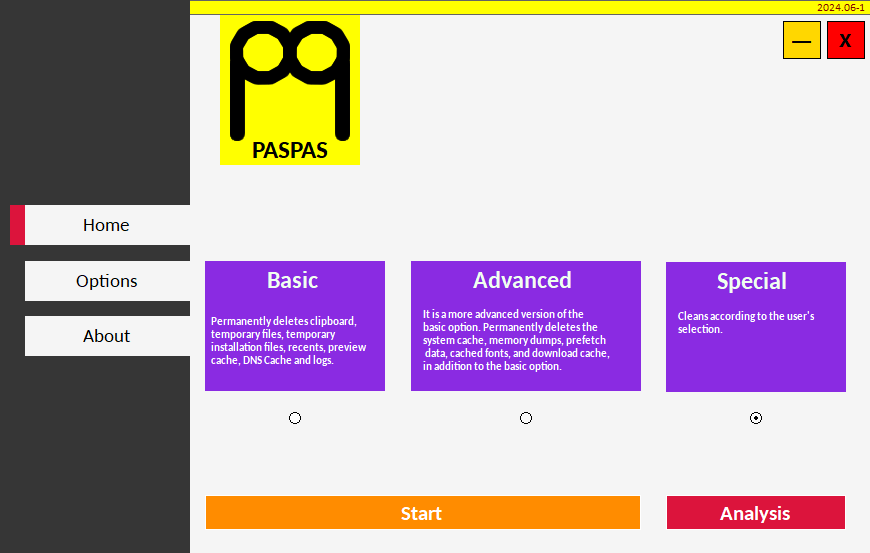 2024.06-1
—
X
PASPAS
Home
Options
About
Basic
Permanently deletes clipboard,
temporary files, temporary
installation files, recents, preview
cache, DNS Cache and logs.
Advanced
It is a more advanced version of the
basic option. Permanently deletes the
system cache, memory dumps, prefetch
data, cached fonts, and download cache,
in addition to the basic option.
Special
Cleans according to the user's
selection.
Start
Analysis